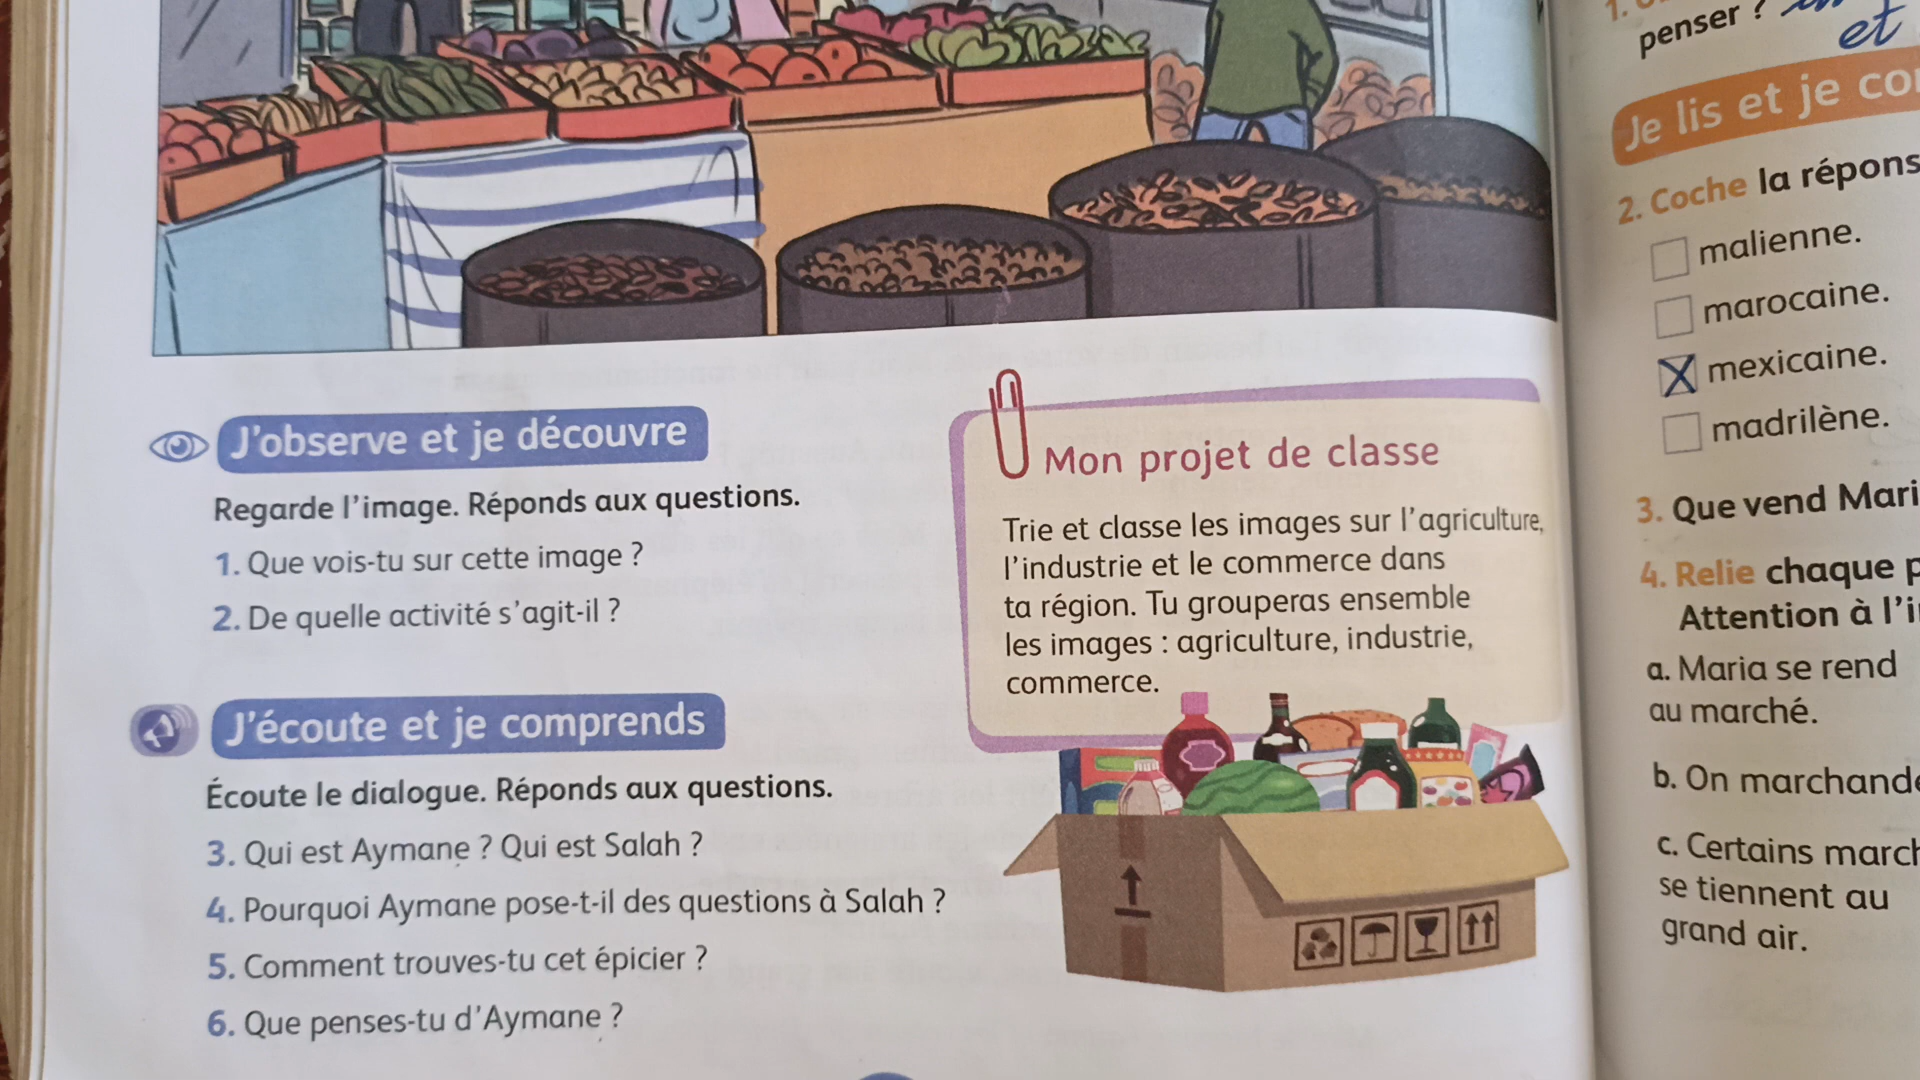 J'observe et je découvre
Regarde l'image. Réponds aux questions.
1. Que vois-tu sur cette image ?
2. De quelle activité s'agit-il ?
J'écoute et je comprends
Écoute le dialogue. Réponds aux questions.
3. Qui est Aymane ? Qui est Salah ?
4. Pourquoi Aymane pose-t-il des questions à Salah ?
5. Comment trouves-tu cet épicier ?
6. Que penses-tu d'Aymane ?
Mon projet de classe
Trie et classe les images sur l'agriculture,
l'industrie et le commerce dans
ta région. Tu grouperas ensemble
les images : agriculture, industrie,
commerce.
1.
penser ?
et
Je lis et je
2. Coche la
malienne.
marocaine.
mexicaine.
madrilène.
3. Que vend
4. Relie chaque
Attention à
a. Maria se rend
au marché.
b. On
c. Certains
se tiennent au
grand air.